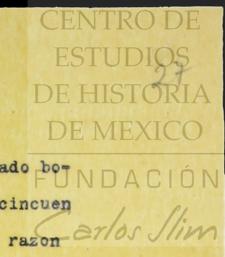 CENTRO DE
ESTUDIOS
27
DE HISTORIA
DE MEXICO
ado bo-
FUNDACIÓN
cincuen
Carlos Slim
razon